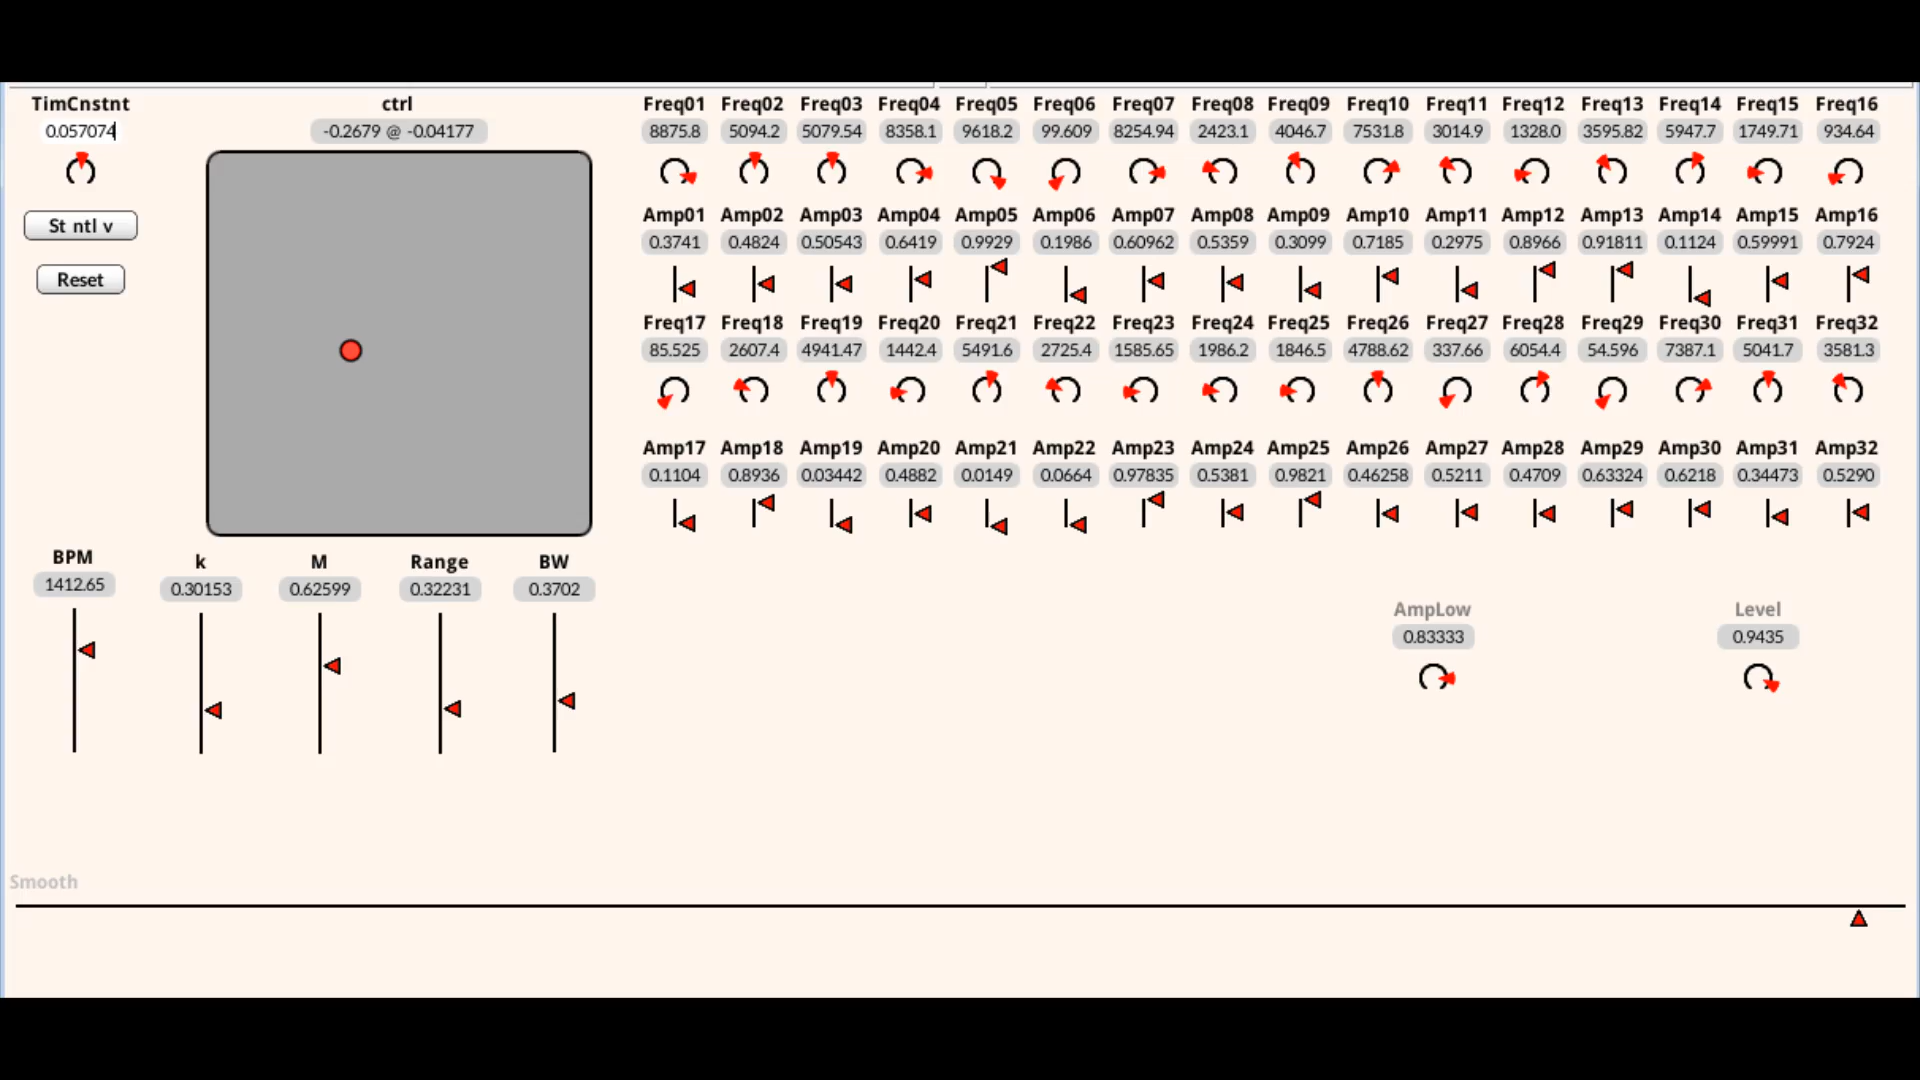 TimCnstnt ctrl Freq01 Freq02 Freq03 Freq04 Freq05 Freq06 Freq07 Freq08 Freq09 Freq10 Freq11 Freq12 Freq13 Freq14 Freq15 Freq16
0.057074 -0.2679 @ -0.04177 8875.8 5094.2 5079.54 8358.1 9618.2 99.609 8254.94 2423.1 4046.7 7531.8 3014.9 1328.0 3595.82 5947.7 1749.71 934.64
St ntl v Amp01 Amp02 Amp03 Amp04 Amp05 Amp06 Amp07 Amp08 Amp09 Amp10 Amp11 Amp12 Amp13 Amp14 Amp15 Amp16
0.3741 0.4824 0.50543 0.6419 0.9929 0.1986 0.60962 0.5359 0.3099 0.7185 0.2975 0.8966 0.91811 0.1124 0.59991 0.7924
Reset
Freq17 Freq18 Freq19 Freq20 Freq21 Freq22 Freq23 Freq24 Freq25 Freq26 Freq27 Freq28 Freq29 Freq30 Freq31 Freq32
85.525 2607.4 4941.47 1442.4 5491.6 2725.4 1585.65 1986.2 1846.5 4788.62 337.66 6054.4 54.596 7387.1 5041.7 3581.3
Amp17 Amp18 Amp19 Amp20 Amp21 Amp22 Amp23 Amp24 Amp25 Amp26 Amp27 Amp28 Amp29 Amp30 Amp31 Amp32
0.1104 0.8936 0.03442 0.4882 0.0149 0.0664 0.97835 0.5381 0.9821 0.46258 0.5211 0.4709 0.63324 0.6218 0.34473 0.5290
BPM k M Range BW
1412.65 0.30153 0.62599 0.32231 0.3702
AmpLow Level
0.83333 0.9435
Smooth